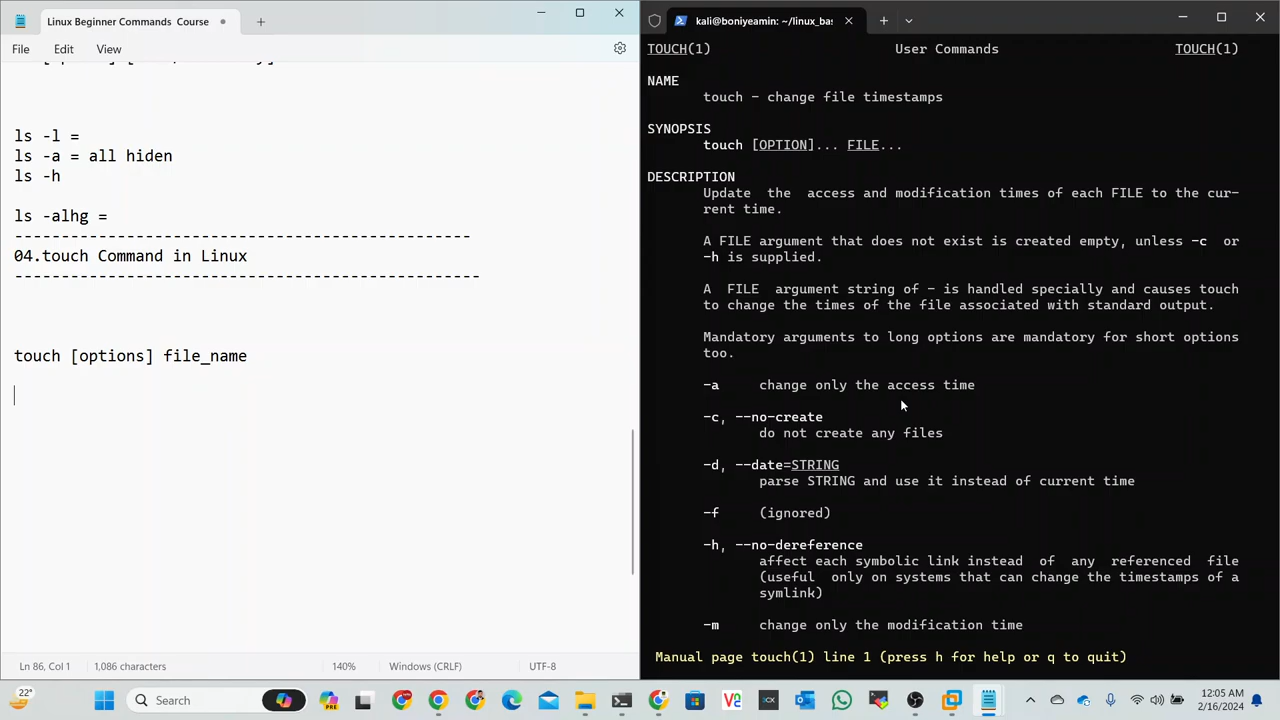 Linux Beginner Commands Course
File Edit View
ls -l =
ls -a = all hiden
ls -h
ls -alhg =
----------------------------------------------
04.touch Command in Linux
-----------------------------------------------
touch [options] file_name
Ln 86, Col 1 1,086 characters 140% Windows (CRLF) UTF-8
kali@boniyeamin: ~/linux_bas
TOUCH(1) User Commands TOUCH(1)
NAME
touch - change file timestamps
SYNOPSIS
touch [OPTION]... FILE...
DESCRIPTION
Update the access and modification times of each FILE to the cur-
rent time.
A FILE argument that does not exist is created empty, unless -c or
-h is supplied.
A FILE argument string of - is handled specially and causes touch
to change the times of the file associated with standard output.
Mandatory arguments to long options are mandatory for short options
too.
-a change only the access time
-c, --no-create
do not create any files
-d, --date=STRING
parse STRING and use it instead of current time
-f (ignored)
-h, --no-dereference
affect each symbolic link instead of any referenced file
(useful only on systems that can change the timestamps of a
symlink)
-m change only the modification time
Manual page touch(1) line 1 (press h for help or q to quit)
22°
Search
PRE
12:05 AM
2/16/2024